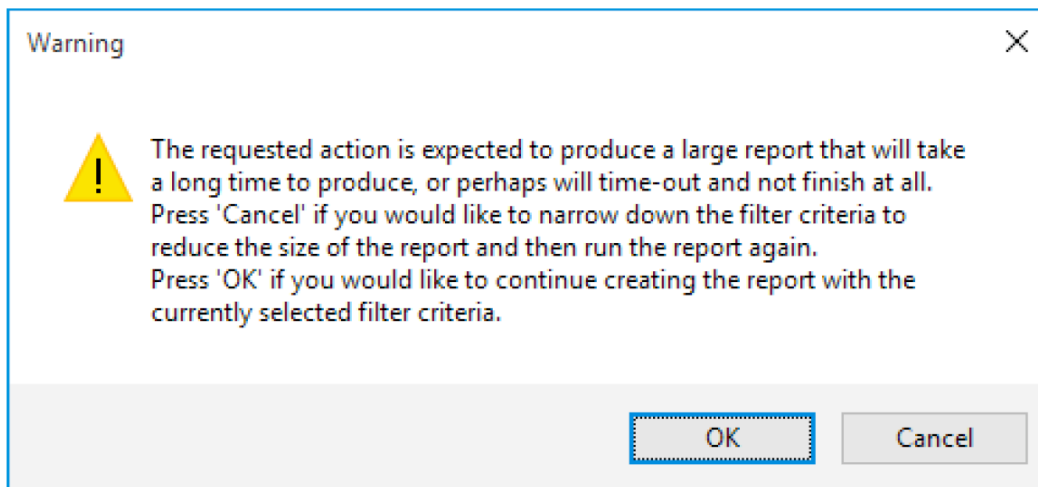 Warning
The requested action is expected to produce a large report that will take
a long time to produce, or perhaps will time-out and not finish at all.
Press 'Cancel' if you would like to narrow down the filter criteria to
reduce the size of the report and then run the report again.
Press 'OK' if you would like to continue creating the report with the
currently selected filter criteria.
OK
Cancel